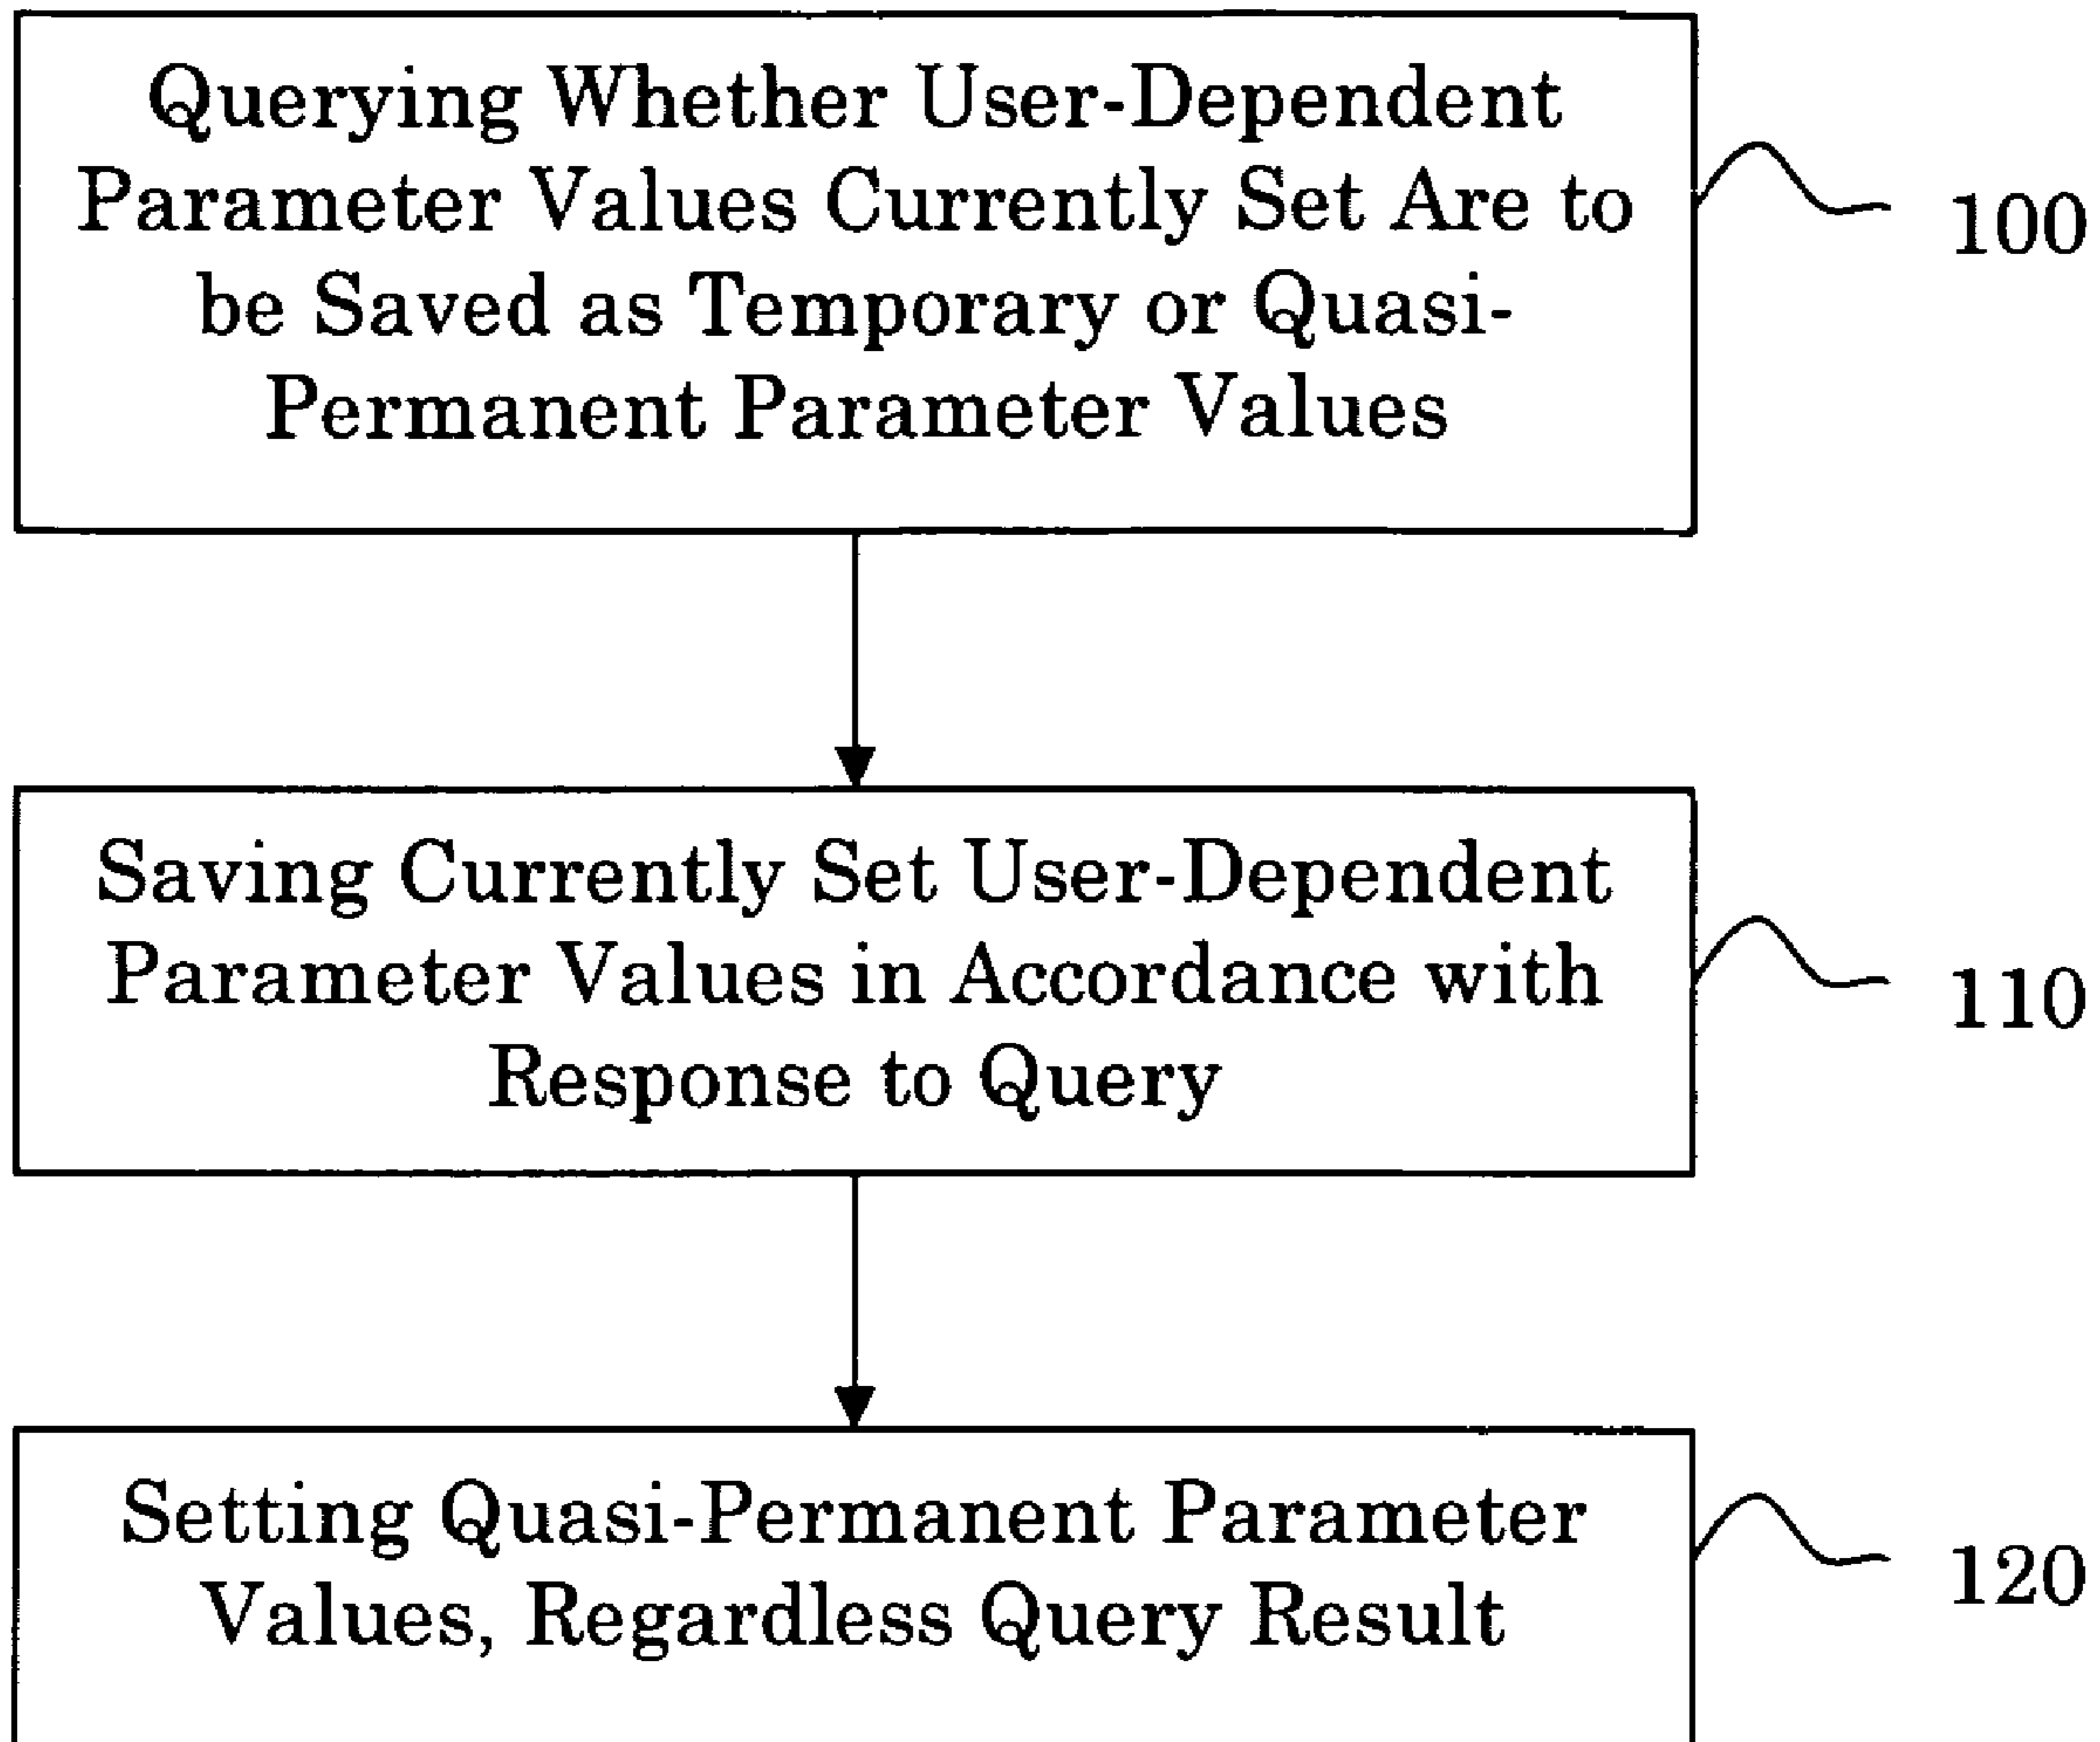 Querying Whether User-Dependent
Parameter Values Currently Set Are to
be Saved as Temporary or Quasi-
Permanent Parameter Values
100
Saving Currently Set User-Dependent
Parameter Values in Accordance with
Response to Query
110
Setting Quasi-Permanent Parameter
Values, Regardless Query Result
120